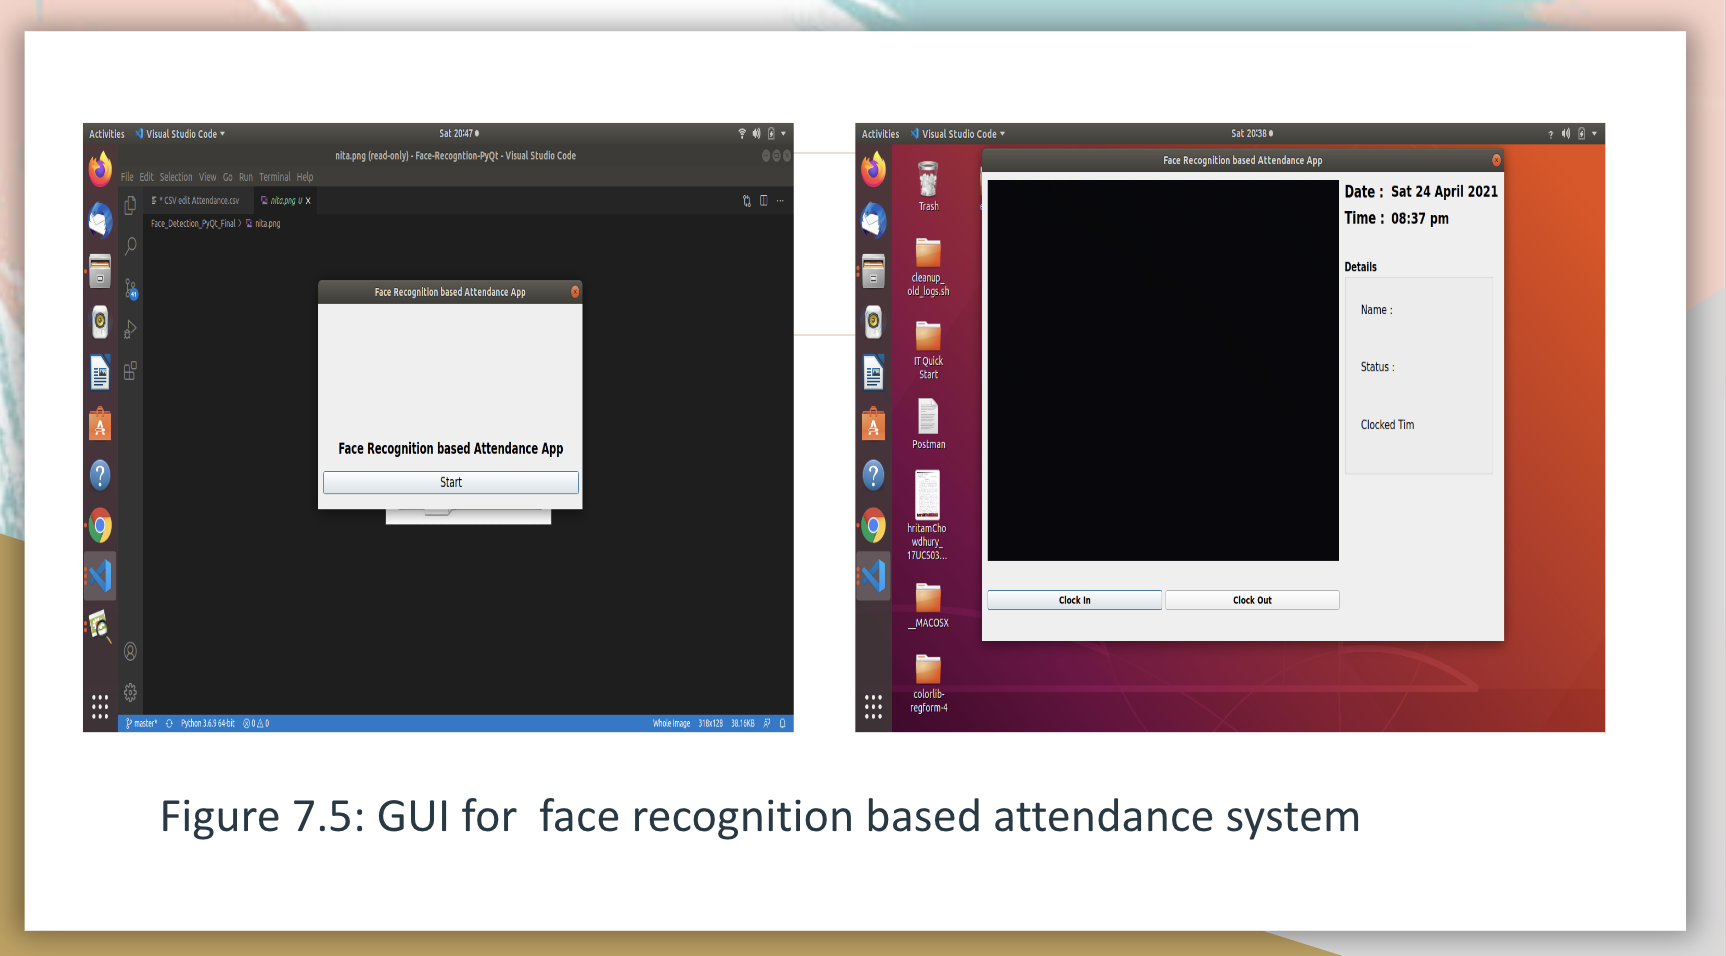 Activities Visual Studio Code Sat 20:47
nita.png (read-only) - Face-Recogntion-PyQt - Visual Studio Code
File Edit Selection View Go Run Terminal Help
* CSV edit Attendance.csv nita.png U X
Face_Detection_PyQt_Final > nita.png
41
Face Recognition based Attendance App
Face Recognition based Attendance App
Start
master* Python 3.6.9 64-bit 0 0 Whole Image 318x128 38.16KB
Activities Visual Studio Code Sat 20:38
Face Recognition based Attendance App
Trash
cleanup_
old_logs.sh
IT Quick
Start
Postman
hritamCho
wdhury_
17UCS03...
__MACOSX
colorlib-
regform-4
Date : Sat 24 April 2021
Time : 08:37 pm
Details
Name :
Status :
Clocked Tim
Clock In Clock Out
Figure 7.5: GUI for face recognition based attendance system